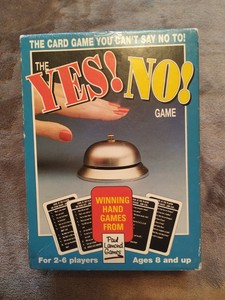 THE CARD GAME YOU CAN'T SAY NO TO!
THE
YES! NO!
GAME
WINNING
HAND
GAMES
FROM
Paul
Lamond
Games
For 2-6 players
Ages 8 and up